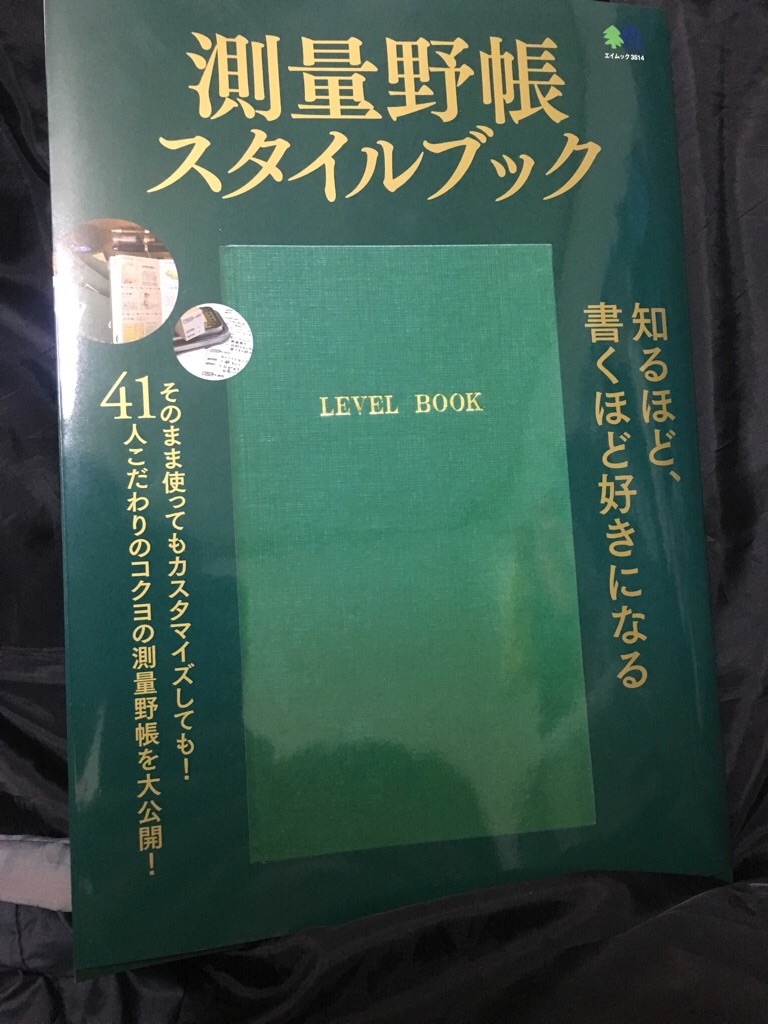 測量野帳
スタイルブック
エイムック 3514
知るほど、
書くほど好きになる
LEVEL BOOK
そのまま使ってもカスタマイズしても！
41人こだわりのコクヨの測量野帳を大公開！